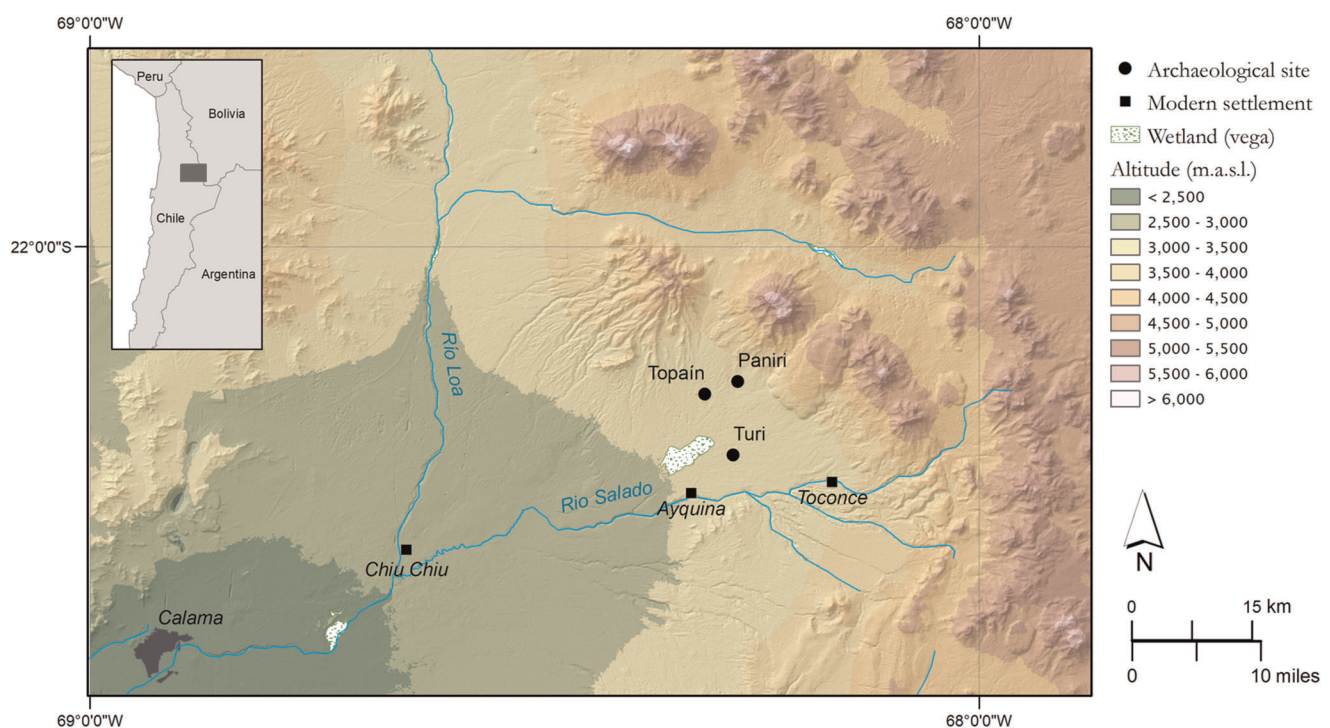 69°0'0"W
68°0'0"W
Peru
Bolivia
Chile
Argentina
22°0'0"S
Río Loa
Topaín
Paniri
Turi
Rio Salado
Ayquina
Toconce
Chiu Chiu
Calama
69°0'0"W
68°0'0"W
Archaeological site
Modern settlement
Wetland (vega)
Altitude (m.a.s.l.)
< 2,500
2,500 - 3,000
3,000 - 3,500
3,500 - 4,000
4,000 - 4,500
4,500 - 5,000
5,000 - 5,500
5,500 - 6,000
> 6,000
N
0 15 km
0 10 miles